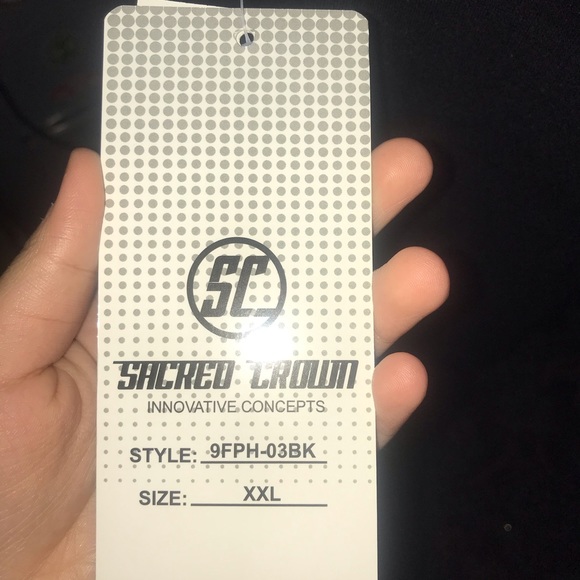 SC
SACRED CROWN
INNOVATIVE CONCEPTS
STYLE: 9FPH-03BK
SIZE: XXL